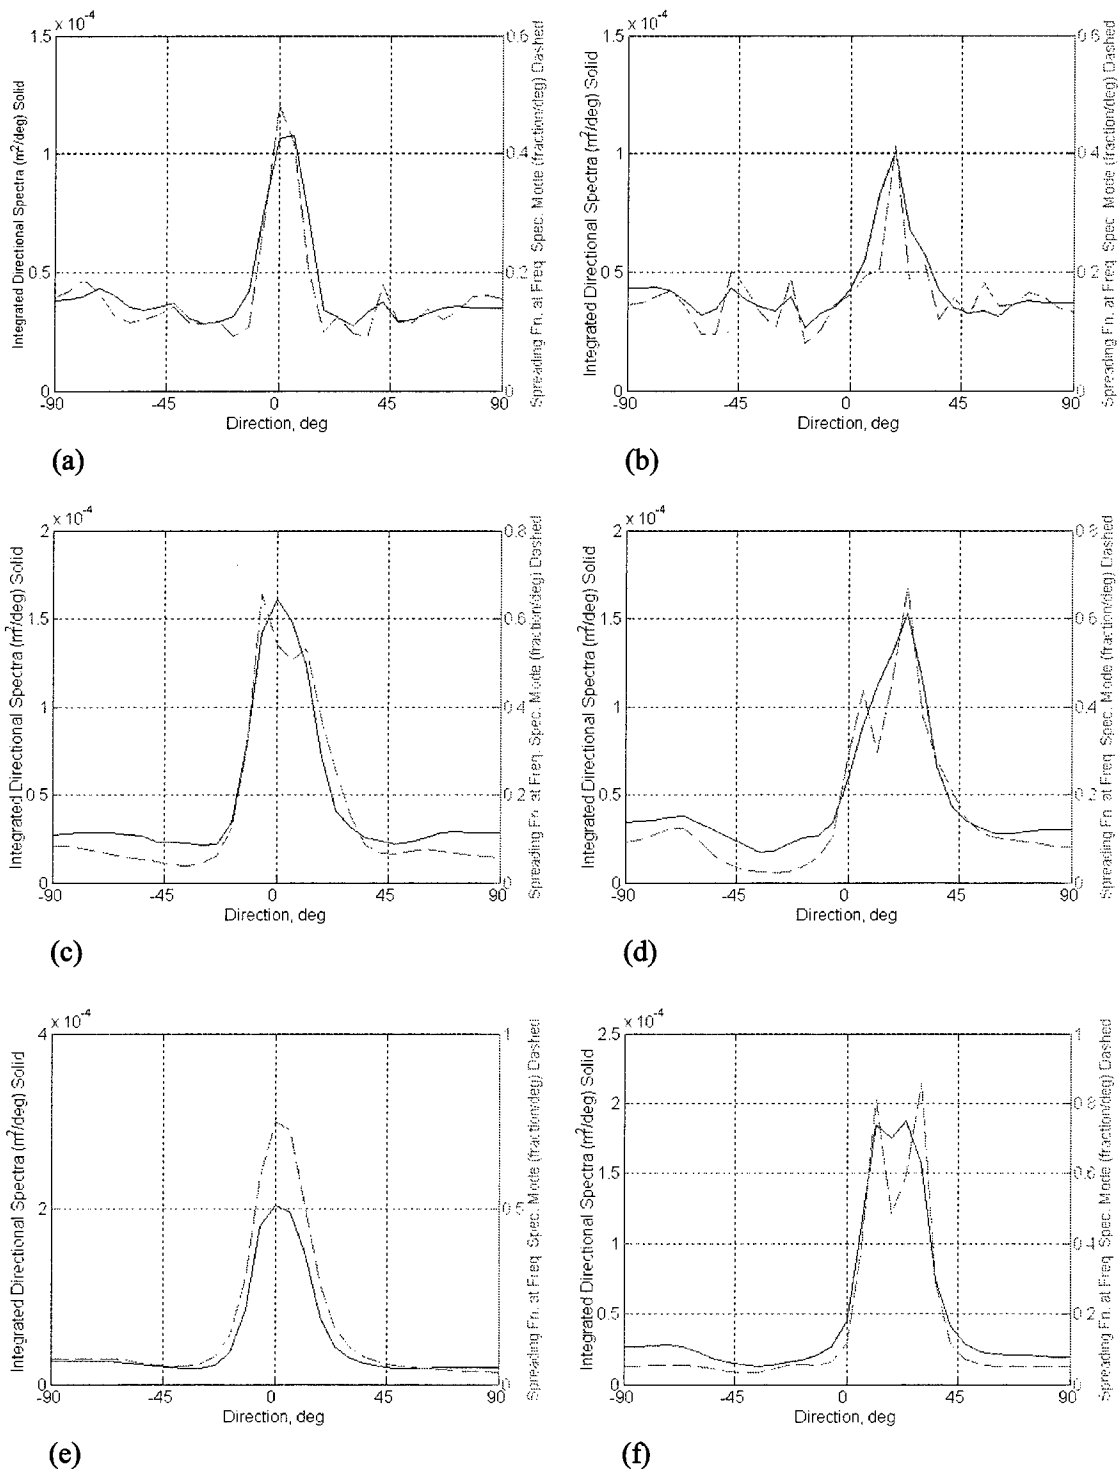 x 10^-4
1.5
1
0.5
0
-90
-45
0
45
90
Direction, deg
Integrated Directional Spectra (m²/deg) Solid
0.6
0.4
0.2
0
Spreading Fn. at Freq. Spec. Mode (fraction/deg) Dashed
(a)
x 10^-4
1.5
1
0.5
0
-90
-45
0
45
90
Direction, deg
Integrated Directional Spectra (m²/deg) Solid
0.6
0.4
0.2
0
Spreading Fn. at Freq. Spec. Mode (fraction/deg) Dashed
(b)
x 10^-4
2
1.5
1
0.5
0
-90
-45
0
45
90
Direction, deg
Integrated Directional Spectra (m²/deg) Solid
0.8
0.6
0.4
0.2
0
Spreading Fn. at Freq. Spec. Mode (fraction/deg) Dashed
(c)
x 10^-4
2
1.5
1
0.5
0
-90
-45
0
45
90
Direction, deg
Integrated Directional Spectra (m²/deg) Solid
0.8
0.6
0.4
0.2
0
Spreading Fn. at Freq. Spec. Mode (fraction/deg) Dashed
(d)
x 10^-4
4
2
0
-90
-45
0
45
90
Direction, deg
Integrated Directional Spectra (m²/deg) Solid
1
0.5
0
Spreading Fn. at Freq. Spec. Mode (fraction/deg) Dashed
(e)
x 10^-4
2.5
2
1.5
1
0.5
0
-90
-45
0
45
90
Direction, deg
Integrated Directional Spectra (m²/deg) Solid
1
0.8
0.6
0.4
0.2
0
Spreading Fn. at Freq. Spec. Mode (fraction/deg) Dashed
(f)